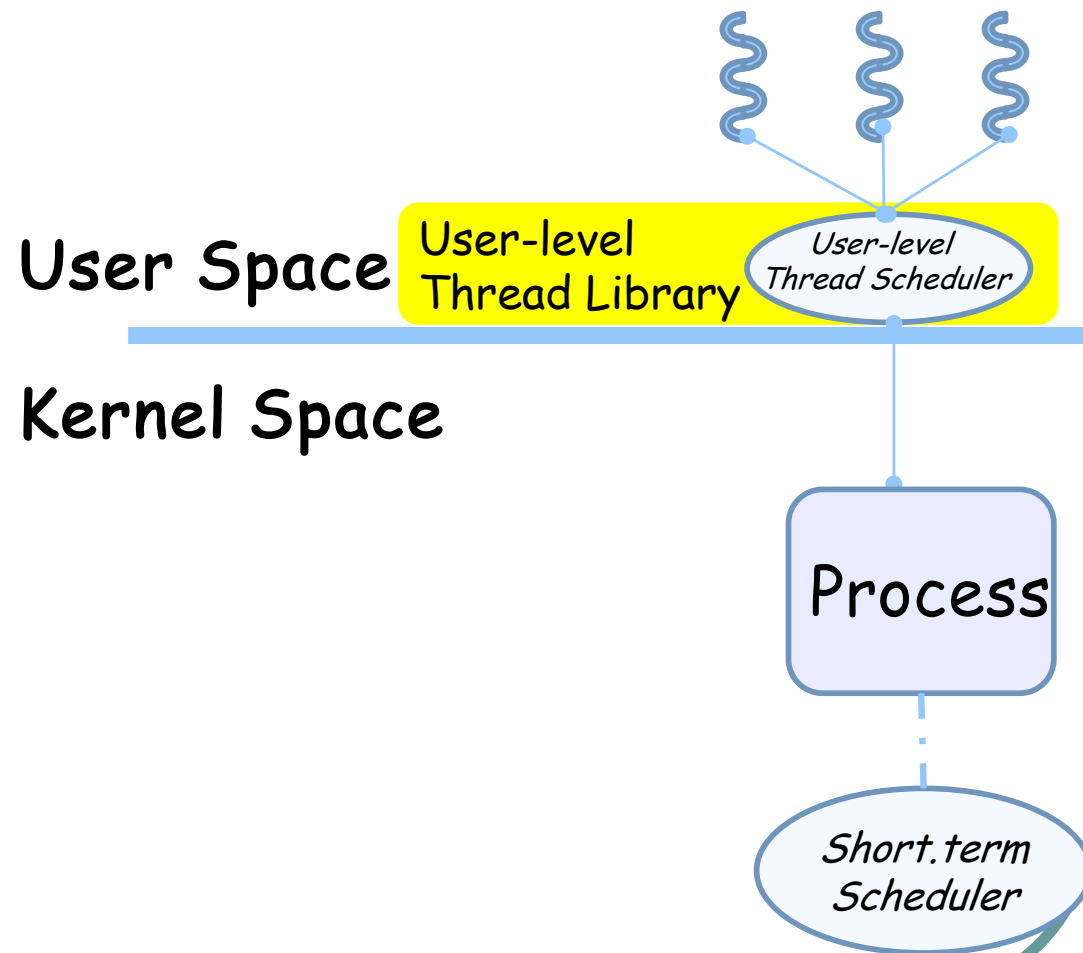 User Space
User-level
Thread Library
User-level
Thread Scheduler
Kernel Space
Process
Short.term
Scheduler